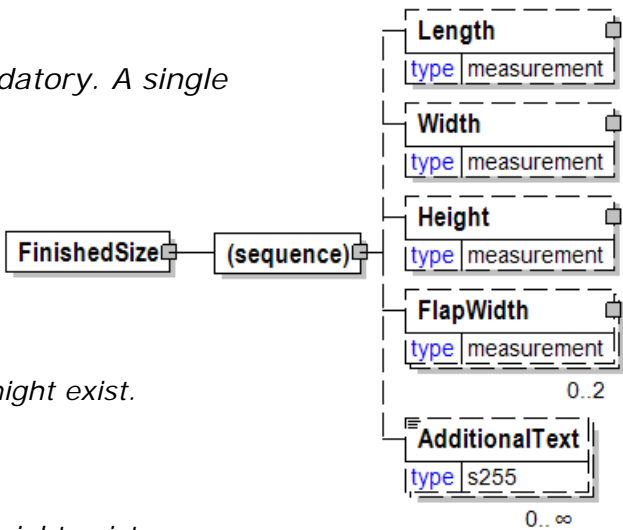 Length
type measurement
datory. A single
Width
type measurement
Height
type measurement
FinishedSize (sequence)
FlapWidth
type measurement
0..2
might exist.
AdditionalText
type s255
0.. ∞